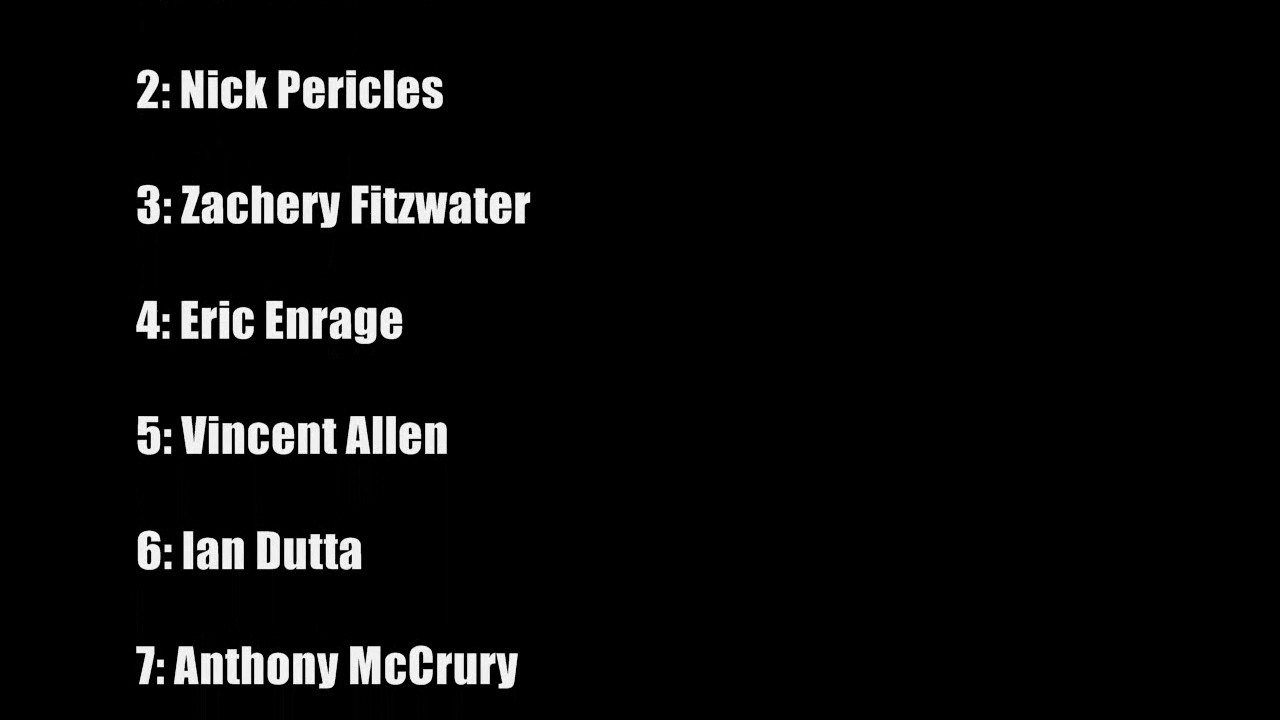 2: Nick Pericles
3: Zachery Fitzwater
4: Eric Enrage
5: Vincent Allen
6: Ian Dutta
7: Anthony McCrury